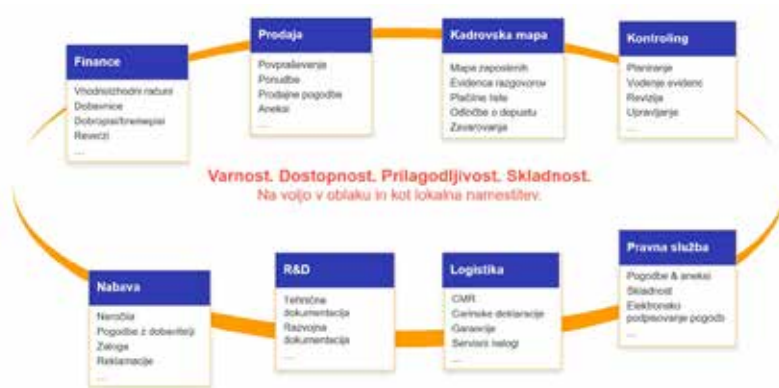 Finance
Vhodni/izhodni računi
Dobavnice
Dobropisi/bremepisi
Reverzi
...
Prodaja
Povpraševanja
Ponudbe
Prodajne pogodbe
Aneksi
...
Kadrovska mapa
Mapa zaposlenih
Evidenca razgovorov
Plačilne liste
Odločbe o dopustu
Zavarovanja
Kontroling
Planiranje
Vodenje evidenc
Revizija
Upravljanje
...
Varnost. Dostopnost. Prilagodljivost. Skladnost.
Na voljo v oblaku in kot lokalna namestitev.
Nabava
Naročila
Pogodbe z dobavitelji
Zaloga
Reklamacije
...
R&D
Tehnična
dokumentacija
Razvojna
dokumentacija
...
Logistika
CMR
Carinske deklaracije
Garancije
Servisni nalogi
...
Pravna služba
Pogodbe & aneksi
Skladnost
Elektronsko
podpisovanje pogodb
...